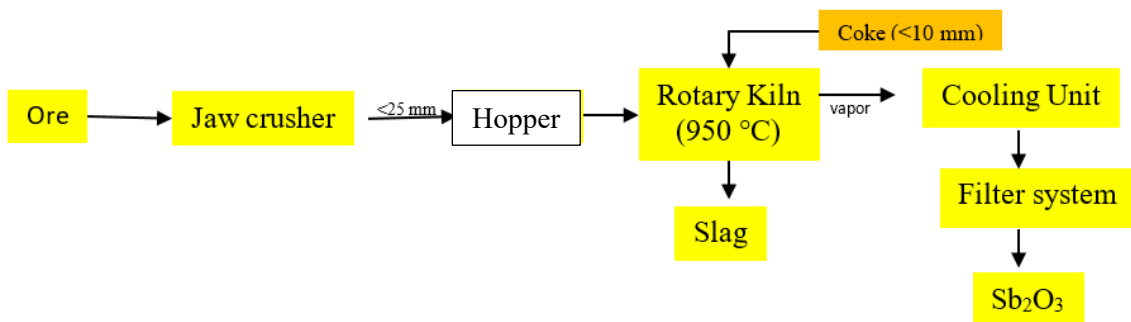 Coke (<10 mm)
Ore
Jaw crusher
<25 mm
Hopper
Rotary Kiln
(950 °C)
vapor
Cooling Unit
Filter system
Slag
Sb₂O₃